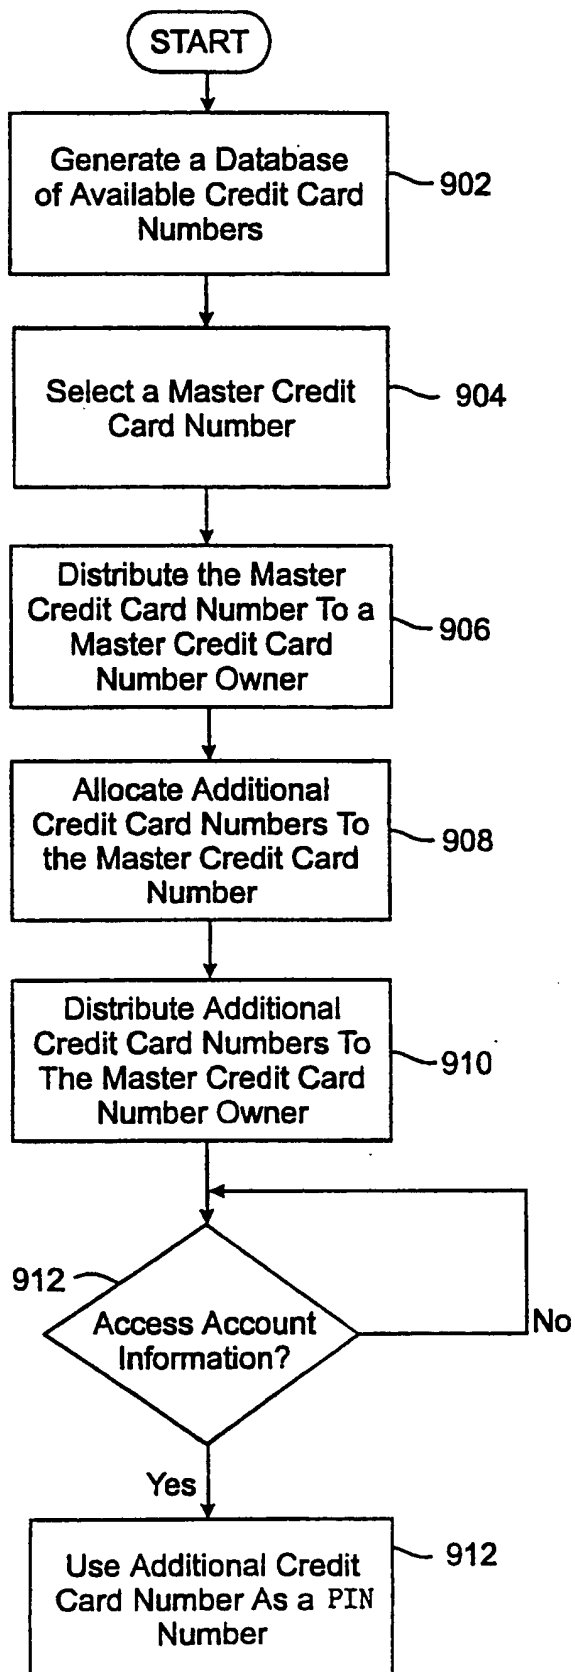 START
Generate a Database
of Available Credit Card
Numbers
902
Select a Master Credit
Card Number
904
Distribute the Master
Credit Card Number To a
Master Credit Card
Number Owner
906
Allocate Additional
Credit Card Numbers To
the Master Credit Card
Number
908
Distribute Additional
Credit Card Numbers To
The Master Credit Card
Number Owner
910
912
Access Account
Information?
No
Yes
Use Additional Credit
Card Number As a PIN
Number
912